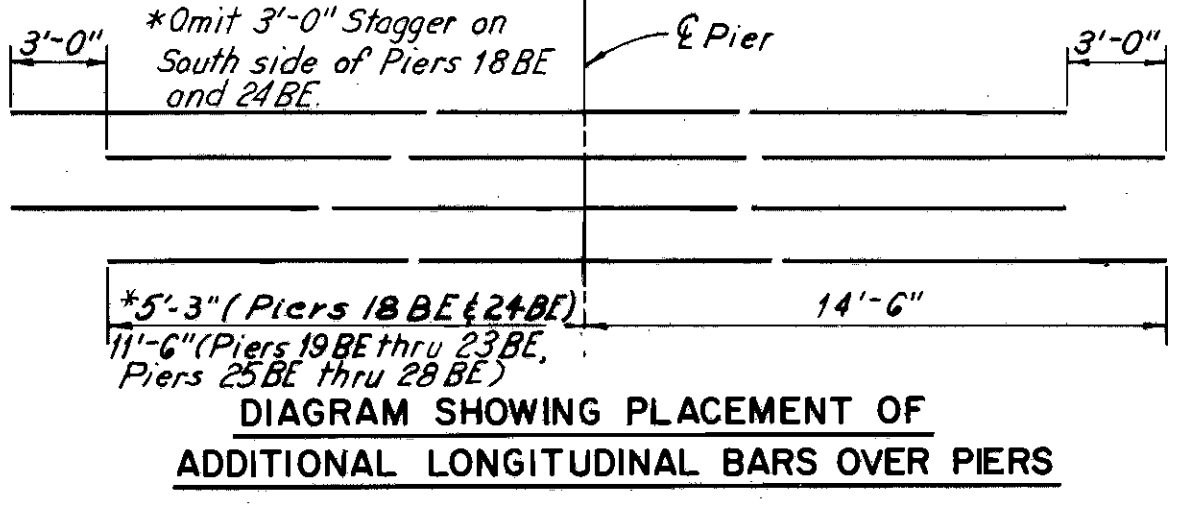 3'-0"
*Omit 3'-0" Stagger on
South side of Piers 18 BE
and 24 BE.
℄ Pier
3'-0"
*5'-3" (Piers 18 BE & 24 BE)
11'-6" (Piers 19 BE thru 23 BE,
Piers 25 BE thru 28 BE)
14'-6"
DIAGRAM SHOWING PLACEMENT OF
ADDITIONAL LONGITUDINAL BARS OVER PIERS